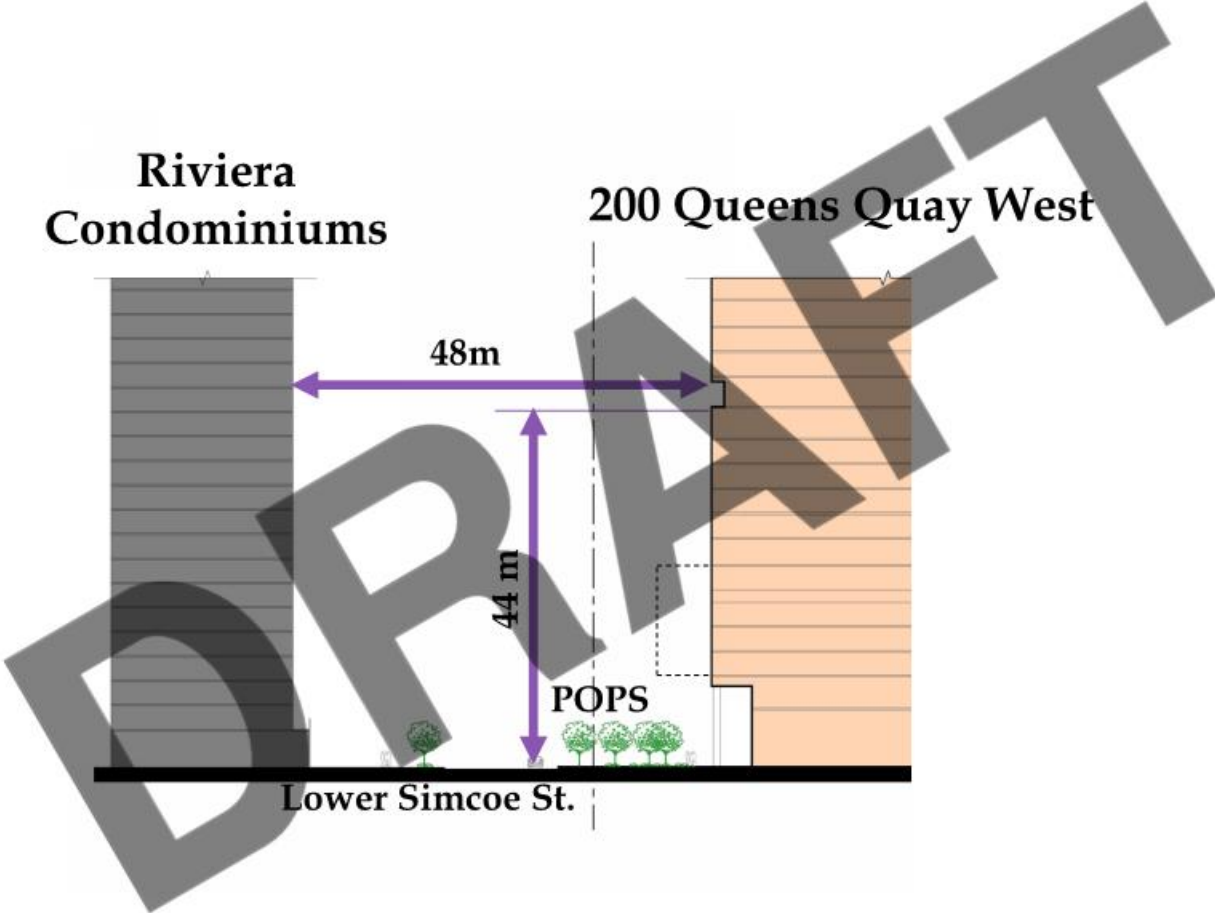 Riviera
Condominiums
200 Queens Quay West
48m
44 m
POPS
Lower Simcoe St.
DRAFT